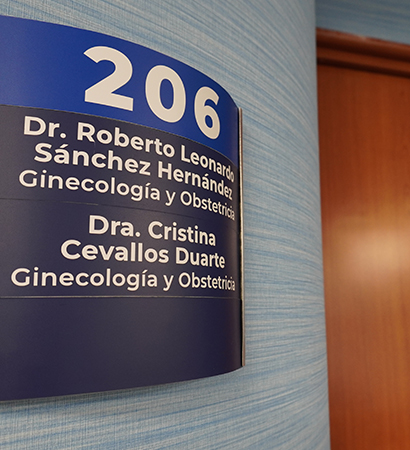 206
Dr. Roberto Leonardo
Sánchez Hernández
Ginecología y Obstetricia
Dra. Cristina
Cevallos Duarte
Ginecología y Obstetricia